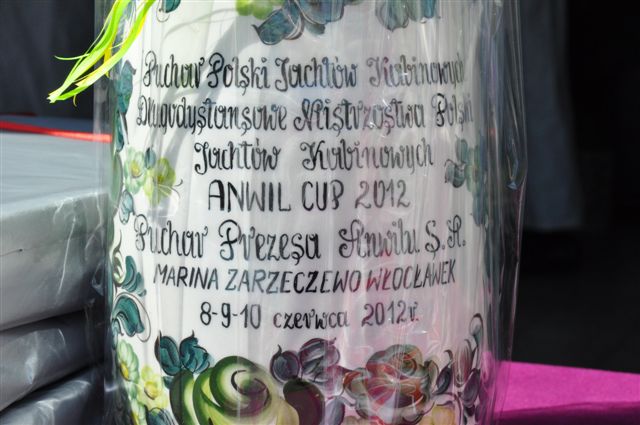 Puchar Polski Jachtów Kabinowych
Długodystansowe Mistrzostwa Polski
Jachtów Kabinowych
ANWIL CUP 2012
Puchar Prezesa Anwilu S.A.
MARINA ZARZECZEWO WŁOCŁAWEK
8-9-10 czerwca 2012 r.